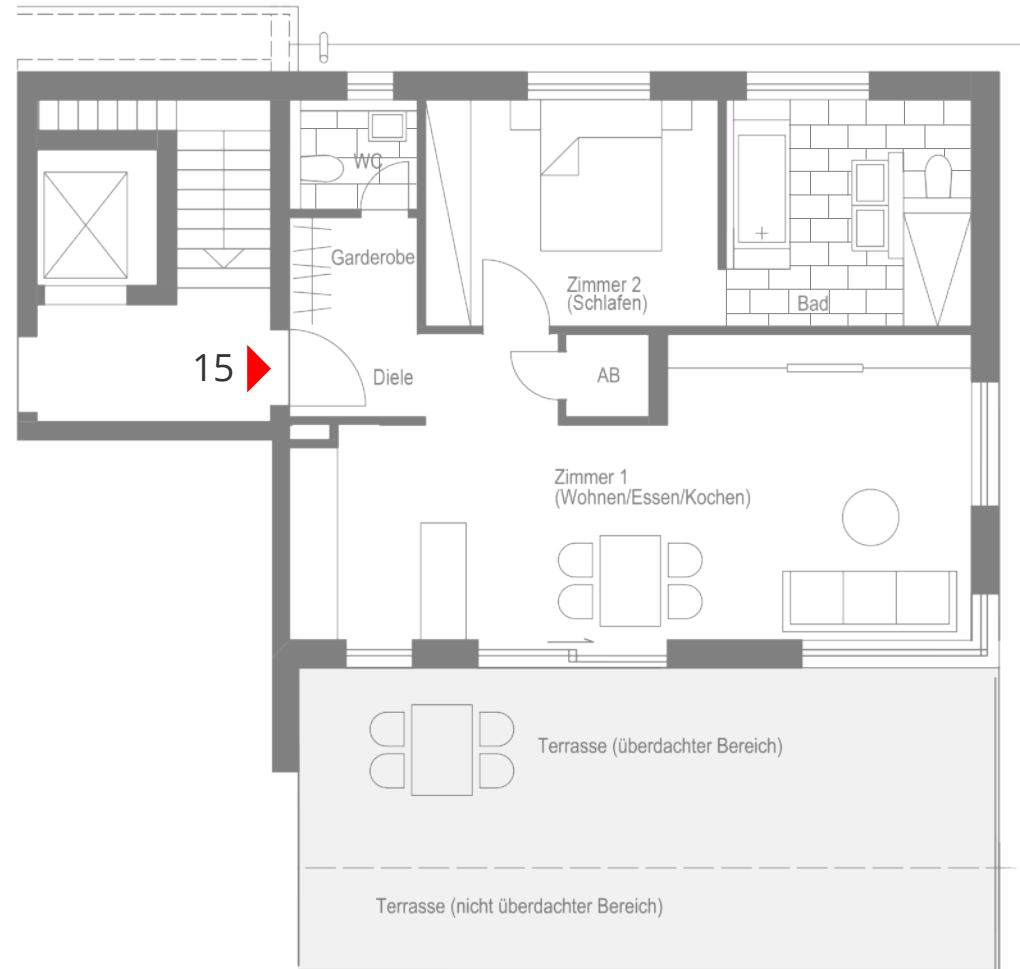 WC
Garderobe
Zimmer 2
(Schlafen)
Bad
15
Diele
AB
Zimmer 1
(Wohnen/Essen/Kochen)
Terrasse (überdachter Bereich)
Terrasse (nicht überdachter Bereich)